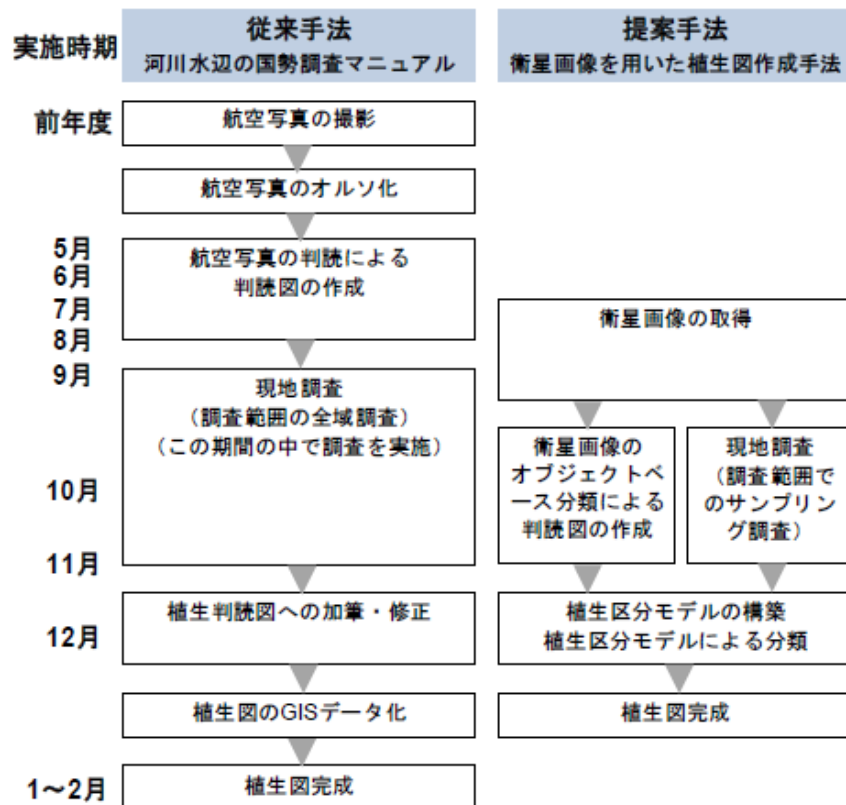 実施時期
従来手法
河川水辺の国勢調査マニュアル
提案手法
衛星画像を用いた植生図作成手法
前年度
航空写真の撮影
航空写真のオルソ化
5月
6月
7月
8月
航空写真の判読による
判読図の作成
衛星画像の取得
9月
現地調査
(調査範囲の全域調査)
(この期間の中で調査を実施)
10月
11月
衛星画像の
オブジェクトベ
ース分類による
判読図の作成
現地調査
(調査範囲で
のサンプリン
グ調査)
12月
植生判読図への加筆・修正
植生区分モデルの構築
植生区分モデルによる分類
植生図のGISデータ化
植生図完成
1~2月
植生図完成